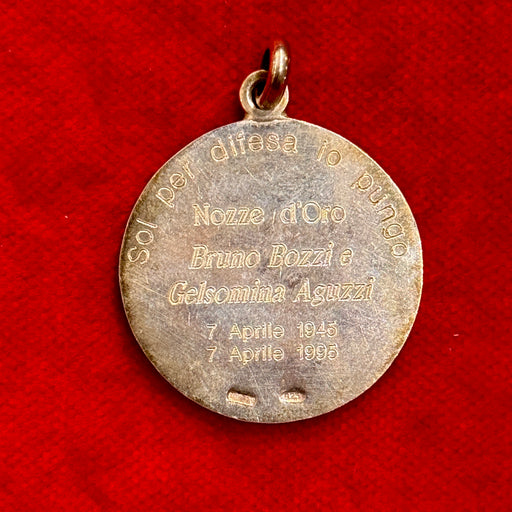 Sol per difesa io pungo
Nozze d'Oro
Bruno Bozzi e
Gelsomina Aguzzi
7 Aprile 1945
7 Aprile 1995